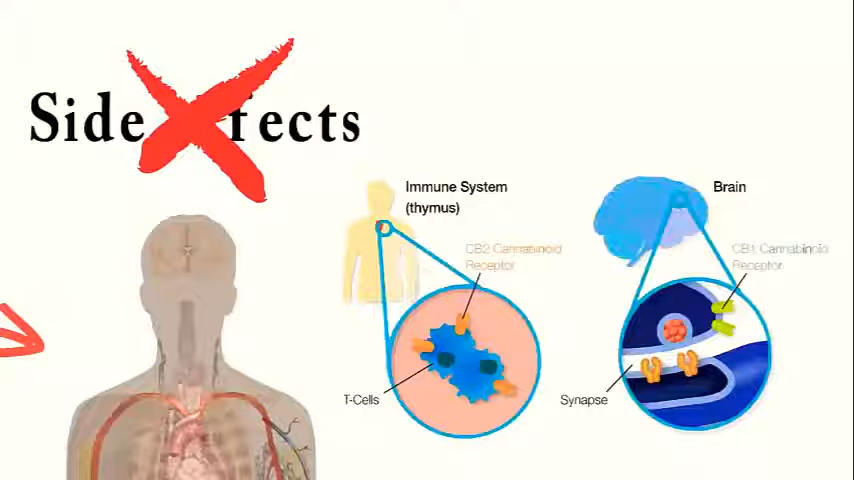 Side
fects
Immune System
(thymus)
CB2 Cannabinoid
Receptor
T-Cells
Brain
CB1 Cannabinoid
Receptor
Synapse